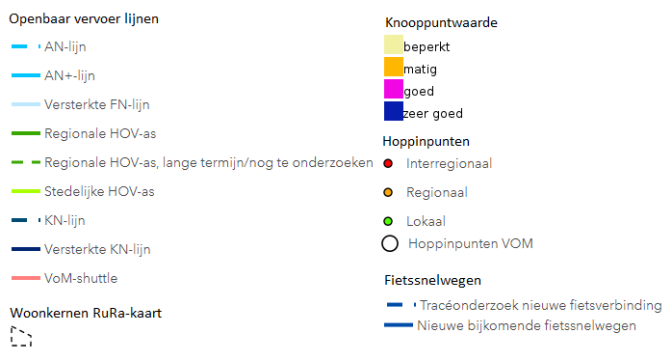 Openbaar vervoer lijnen
AN-lijn
AN+-lijn
Versterkte FN-lijn
Regionale HOV-as
Regionale HOV-as, lange termijn/nog te onderzoeken
Stedelijke HOV-as
KN-lijn
Versterkte KN-lijn
VoM-shuttle
Woonkernen RuRa-kaart
Knooppuntwaarde
beperkt
matig
goed
zeer goed
Hoppinpunten
Interregionaal
Regionaal
Lokaal
Hoppinpunten VOM
Fietssnelwegen
Tracéonderzoek nieuwe fietsverbinding
Nieuwe bijkomende fietssnelwegen